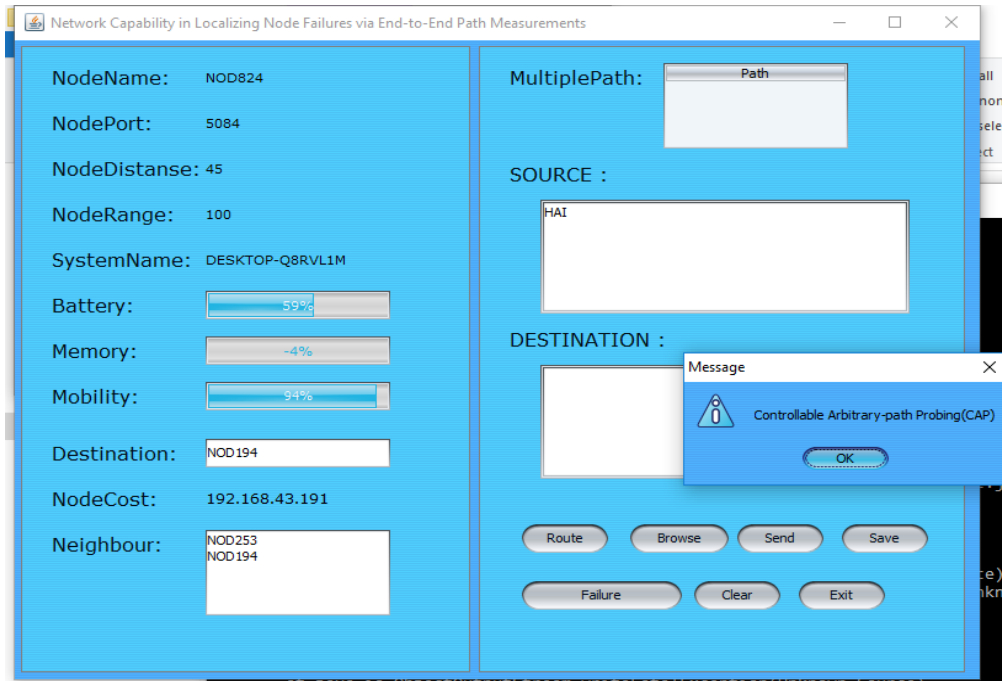 Network Capability in Localizing Node Failures via End-to-End Path Measurements
NodeName: NOD824
NodePort: 5084
NodeDistanse: 45
NodeRange: 100
SystemName: DESKTOP-Q8RVL1M
Battery: 59%
Memory: -4%
Mobility: 94%
Destination: NOD194
NodeCost: 192.168.43.191
Neighbour: NOD253
NOD194
MultiplePath: Path
SOURCE :
HAI
DESTINATION :
Message
Controllable Arbitrary-path Probing(CAP)
OK
Route Browse Send Save
Failure Clear Exit